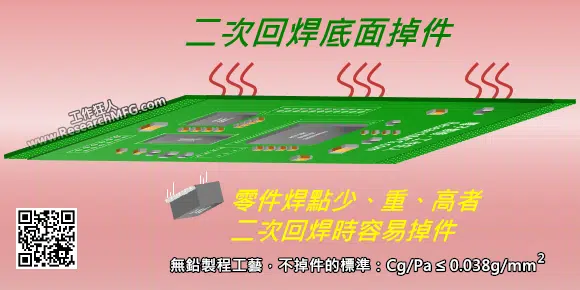 二次回焊底面掉件
工作狂人
www.ResearchMFG.com
零件焊點少、重、高者
二次回焊時容易掉件
無鉛製程工藝，不掉件的標準：Cg/Pa ≤ 0.038g/mm²